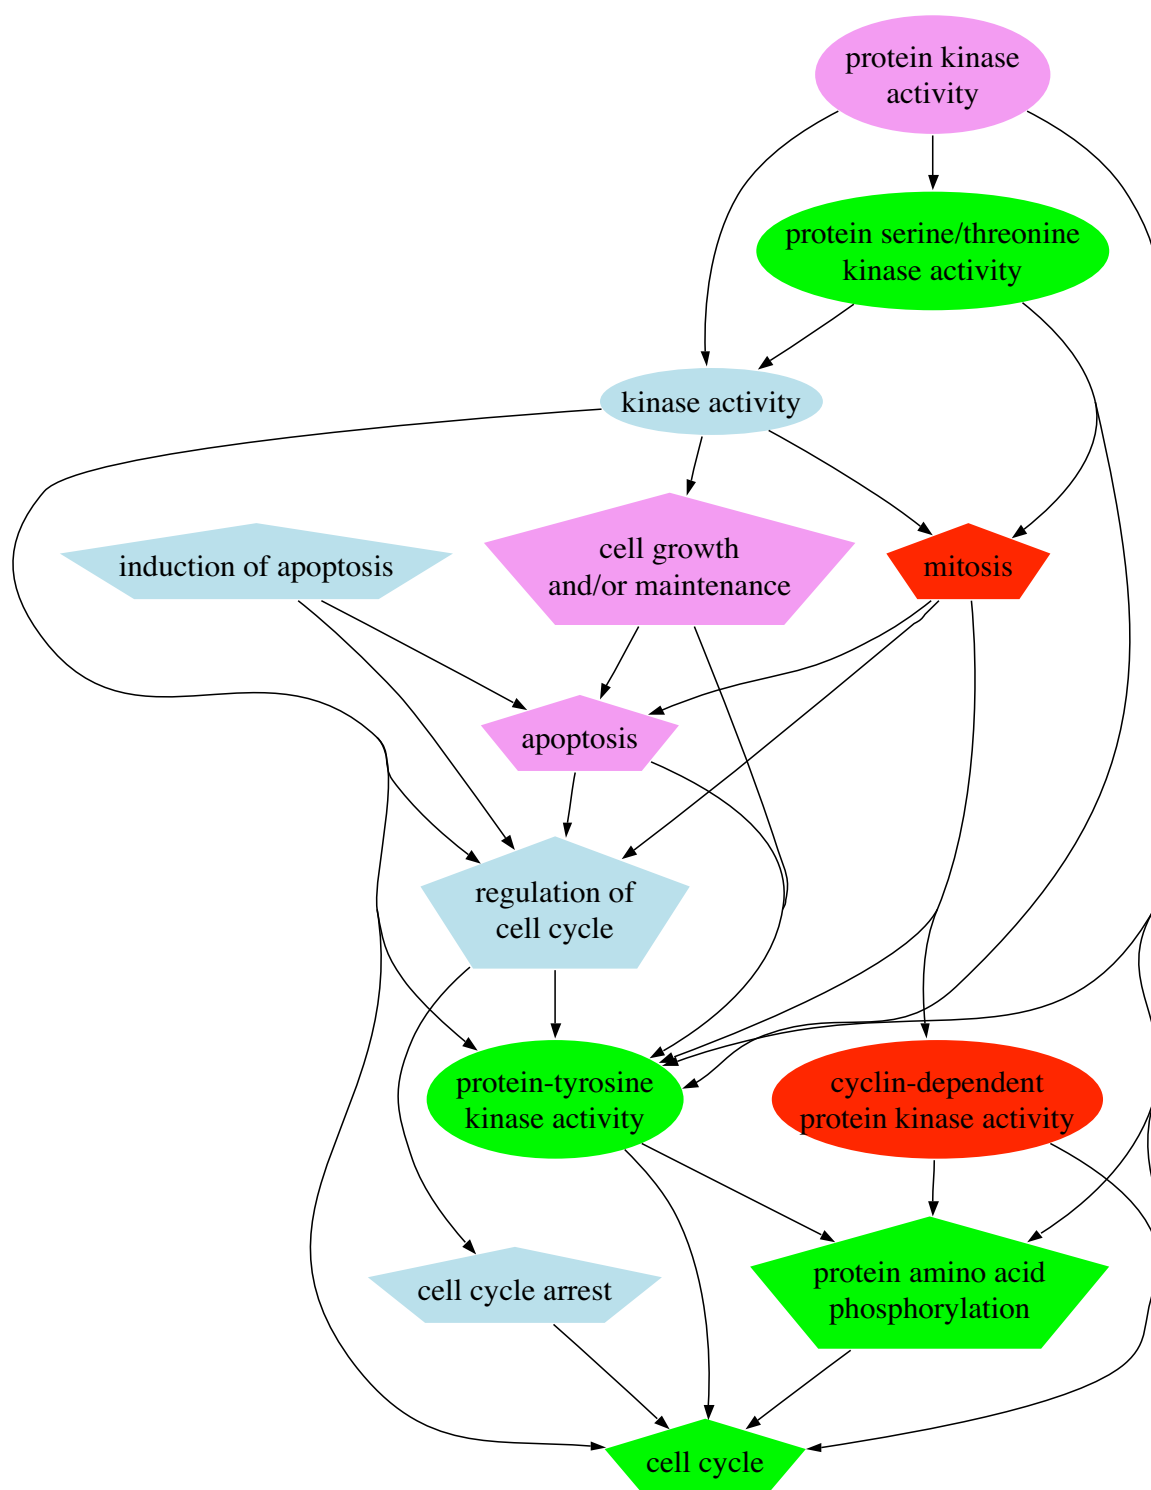 protein kinase
activity
protein serine/threonine
kinase activity
kinase activity
induction of apoptosis
cell growth
and/or maintenance
mitosis
apoptosis
regulation of
cell cycle
protein-tyrosine
kinase activity
cyclin-dependent
protein kinase activity
cell cycle arrest
protein amino acid
phosphorylation
cell cycle